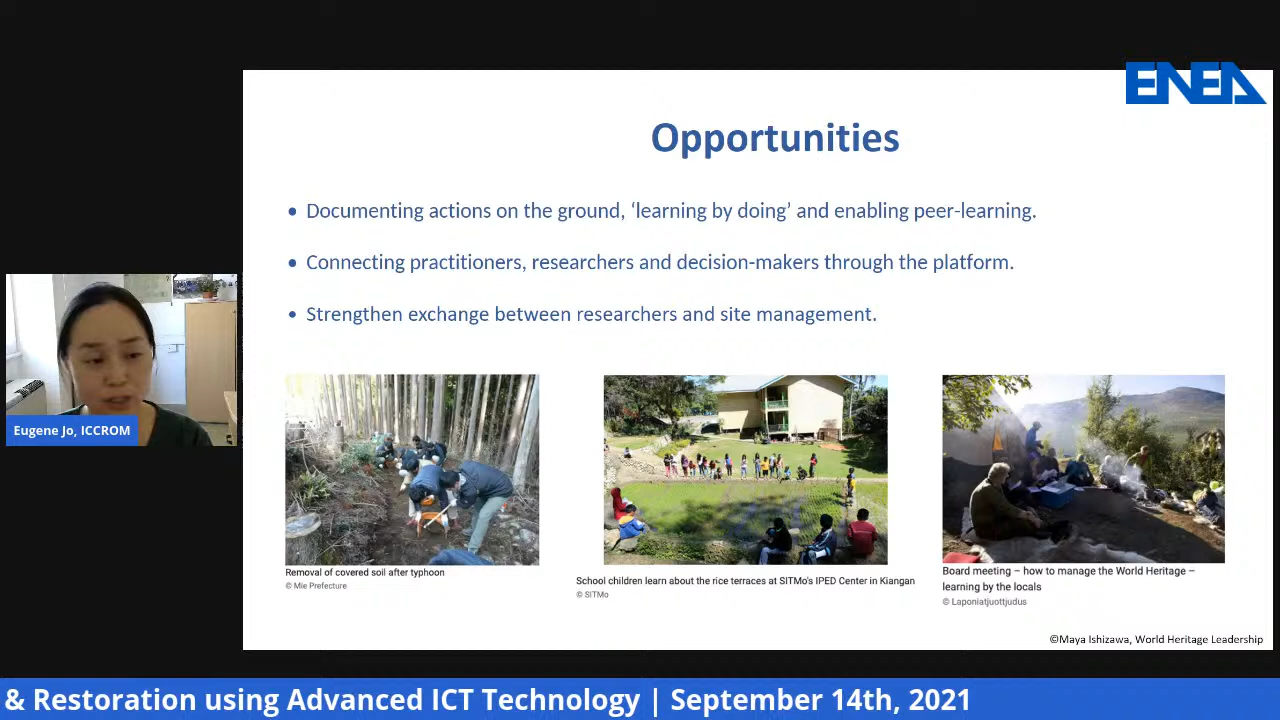 ENEA
Opportunities
• Documenting actions on the ground, ‘learning by doing’ and enabling peer-learning.
• Connecting practitioners, researchers and decision-makers through the platform.
• Strengthen exchange between researchers and site management.
Eugene Jo, ICCROM
Removal of covered soil after typhoon
© Mie Prefecture
School children learn about the rice terraces at SITMo's IPED Center in Kiangan
© SITMo
Board meeting – how to manage the World Heritage –
learning by the locals
© Laponiatjuottjudus
©Maya Ishizawa, World Heritage Leadership
& Restoration using Advanced ICT Technology | September 14th, 2021